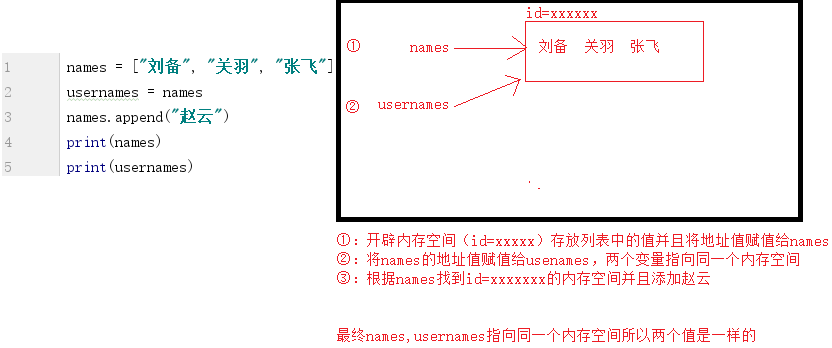 1 names = ["刘备", "关羽", "张飞"]
2 usernames = names
3 names.append("赵云")
4 print(names)
5 print(usernames)
id=xxxxxx
① names 刘备 关羽 张飞
② usernames
①：开辟内存空间（id=xxxxx）存放列表中的值并且将地址值赋值给names
②：将names的地址值赋值给usenames，两个变量指向同一个内存空间
③：根据names找到id=xxxxxxx的内存空间并且添加赵云
最终names,usernames指向同一个内存空间所以两个值是一样的